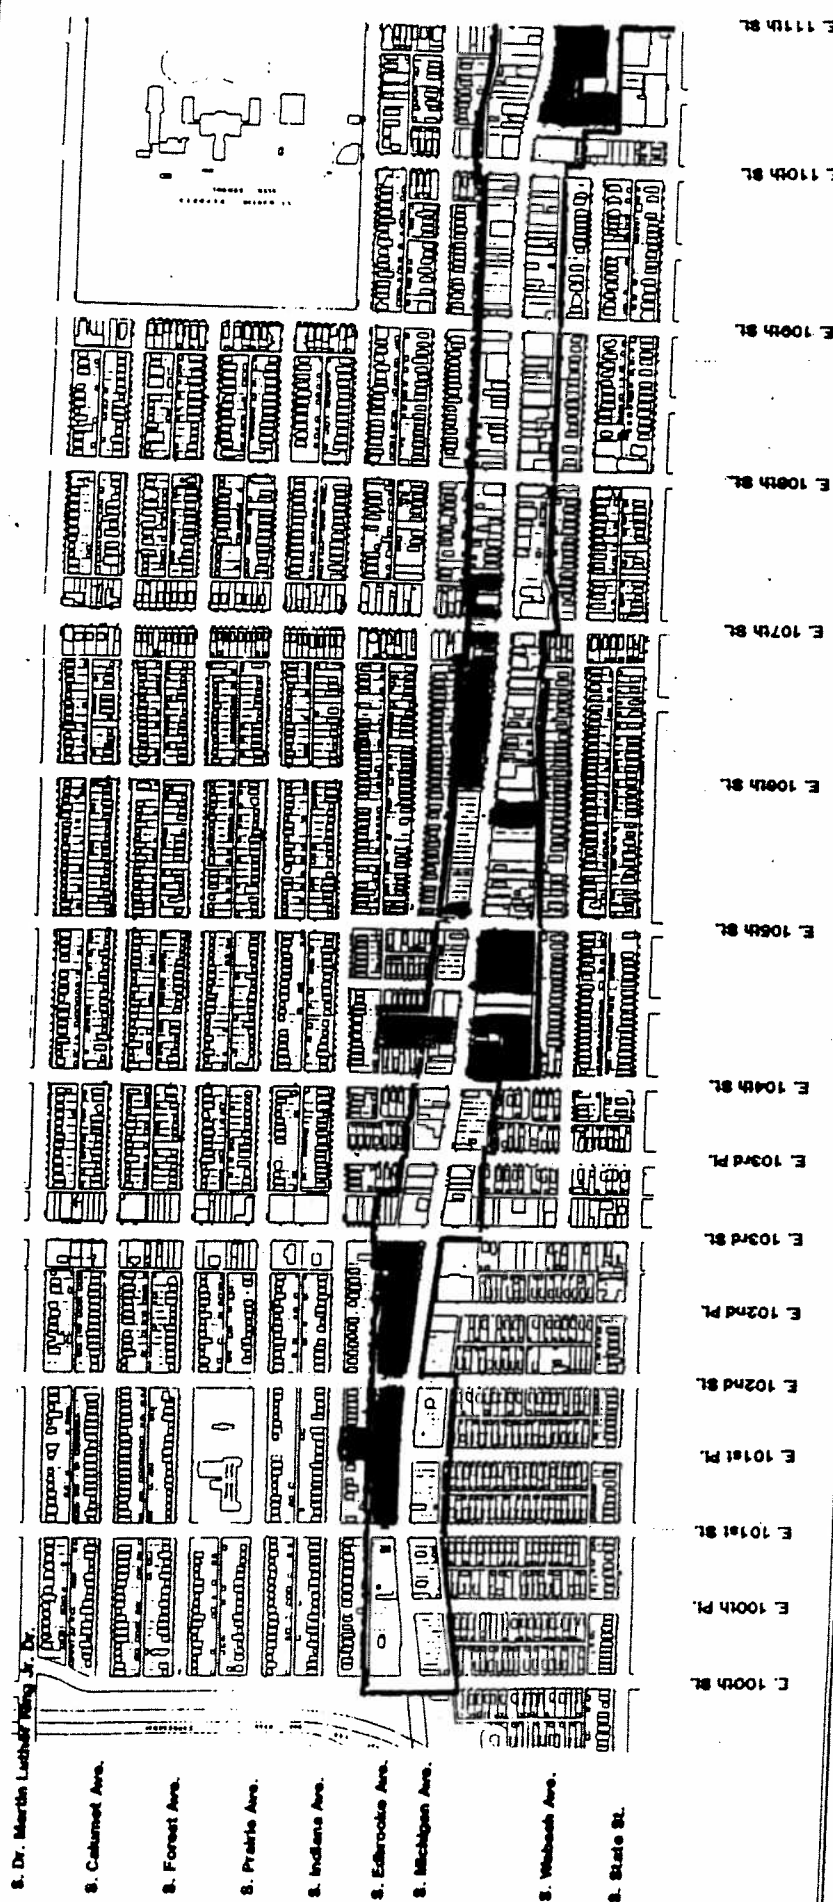 E. 111th St.
E. 110th St.
E. 109th St.
E. 108th St.
E. 107th St.
E. 106th St.
E. 105th St.
E. 104th St.
E. 103rd Pl.
E. 103rd St.
E. 102nd Pl.
E. 102nd St.
E. 101st Pl.
E. 101st St.
E. 100th Pl.
E. 100th St.
S. Dr. Martin Luther King Jr. Dr.
S. Calumet Ave.
S. Forest Ave.
S. Prairie Ave.
S. Indiana Ave.
S. Edbrooke Ave.
S. Michigan Ave.
S. Wabash Ave.
S. State St.